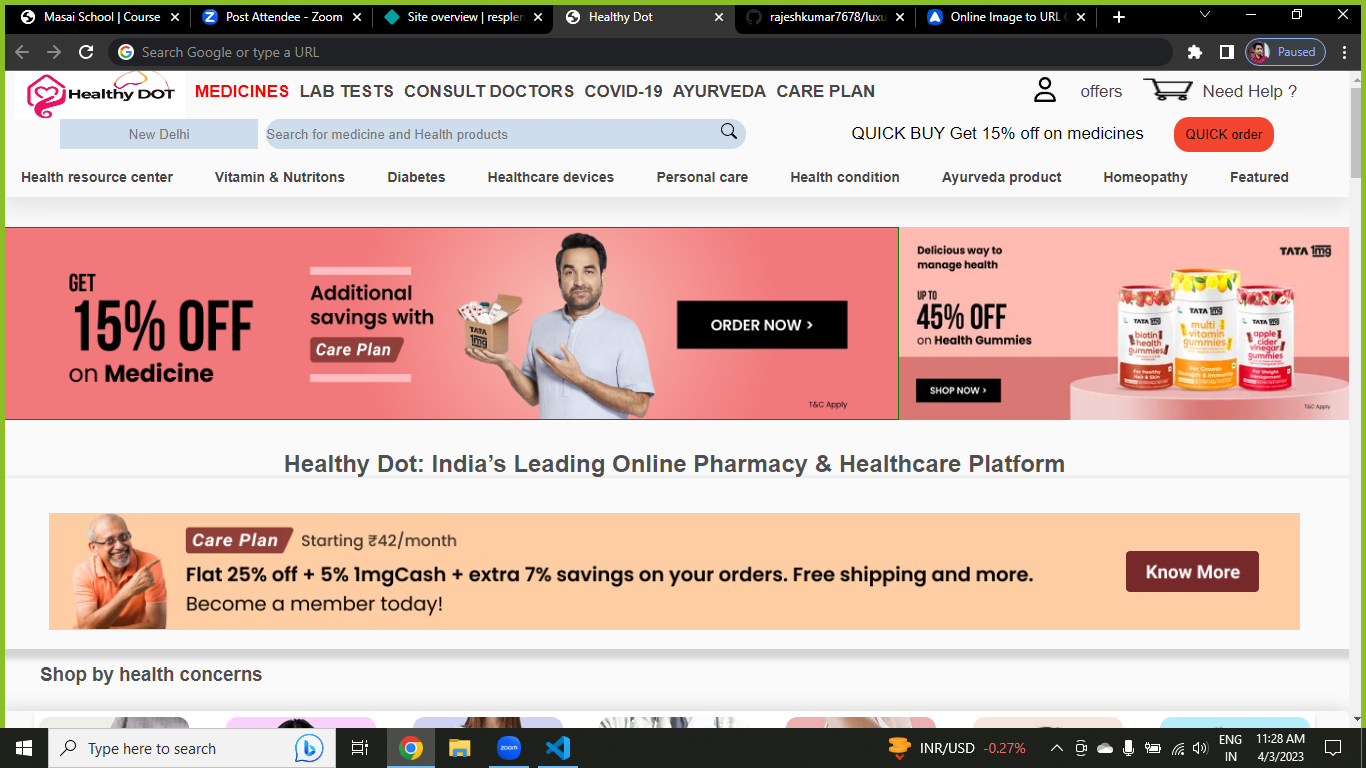 Masai School | Course
Post Attendee - Zoom
Site overview | resplen
Healthy Dot
rajeshkumar7678/luxu
Online Image to URL
Search Google or type a URL
Paused
Healthy DOT
MEDICINES LAB TESTS CONSULT DOCTORS COVID-19 AYURVEDA CARE PLAN
offers
Need Help ?
New Delhi
Search for medicine and Health products
QUICK BUY Get 15% off on medicines
QUICK order
Health resource center
Vitamin & Nutritons
Diabetes
Healthcare devices
Personal care
Health condition
Ayurveda product
Homeopathy
Featured
GET
15% OFF
on Medicine
Additional
savings with
Care Plan
TATA
1mg
ORDER NOW >
T&C Apply
Delicious way to
manage health
TATA 1mg
UP TO
45% OFF
on Health Gummies
SHOP NOW >
TATA 1mg
biotin
health
gummies
For Healthy
Hair & Skin
TATA 1mg
multi
vitamin
gummies
For Growth
Strength & Immunity
TATA 1mg
apple
cider
vinegar
gummies
For Weight
Management
T&C Apply
Healthy Dot: India’s Leading Online Pharmacy & Healthcare Platform
Care Plan Starting ₹42/month
Flat 25% off + 5% 1mgCash + extra 7% savings on your orders. Free shipping and more.
Become a member today!
Know More
Shop by health concerns
Type here to search
zoom
INR/USD -0.27%
ENG
IN
11:28 AM
4/3/2023